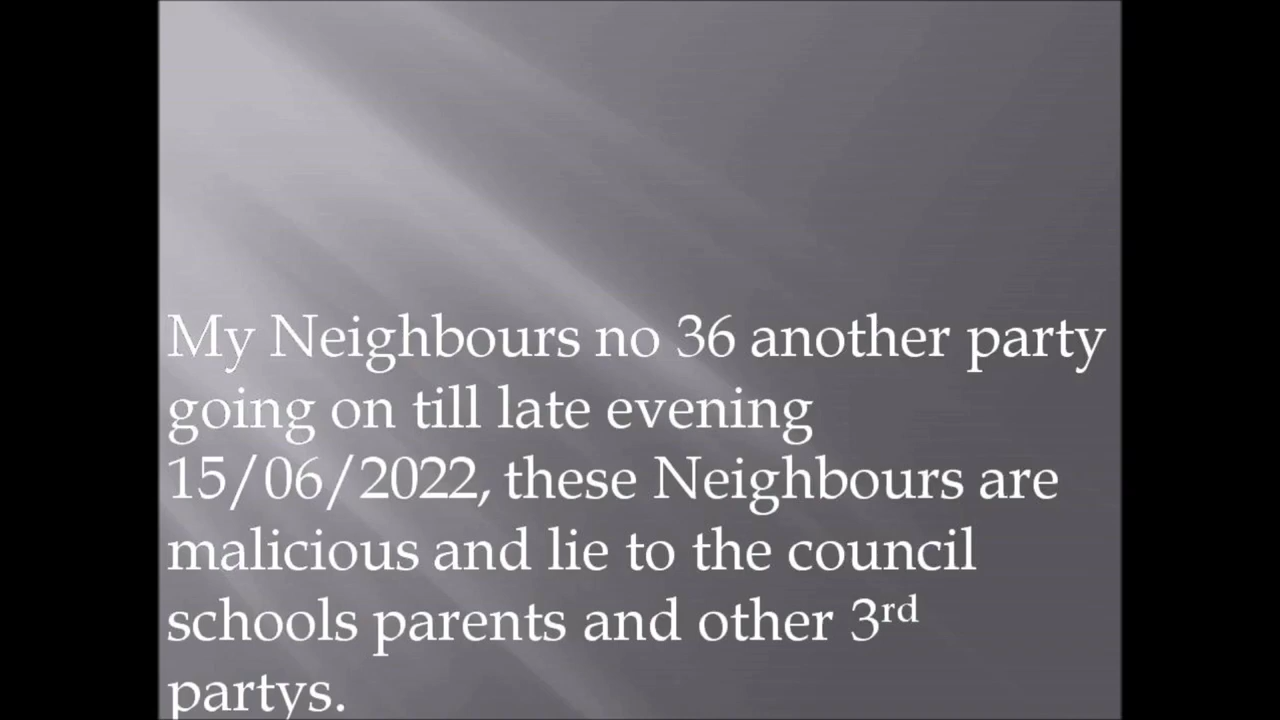 My Neighbours no 36 another party
going on till late evening
15/06/2022, these Neighbours are
malicious and lie to the council
schools parents and other 3rd
partys.